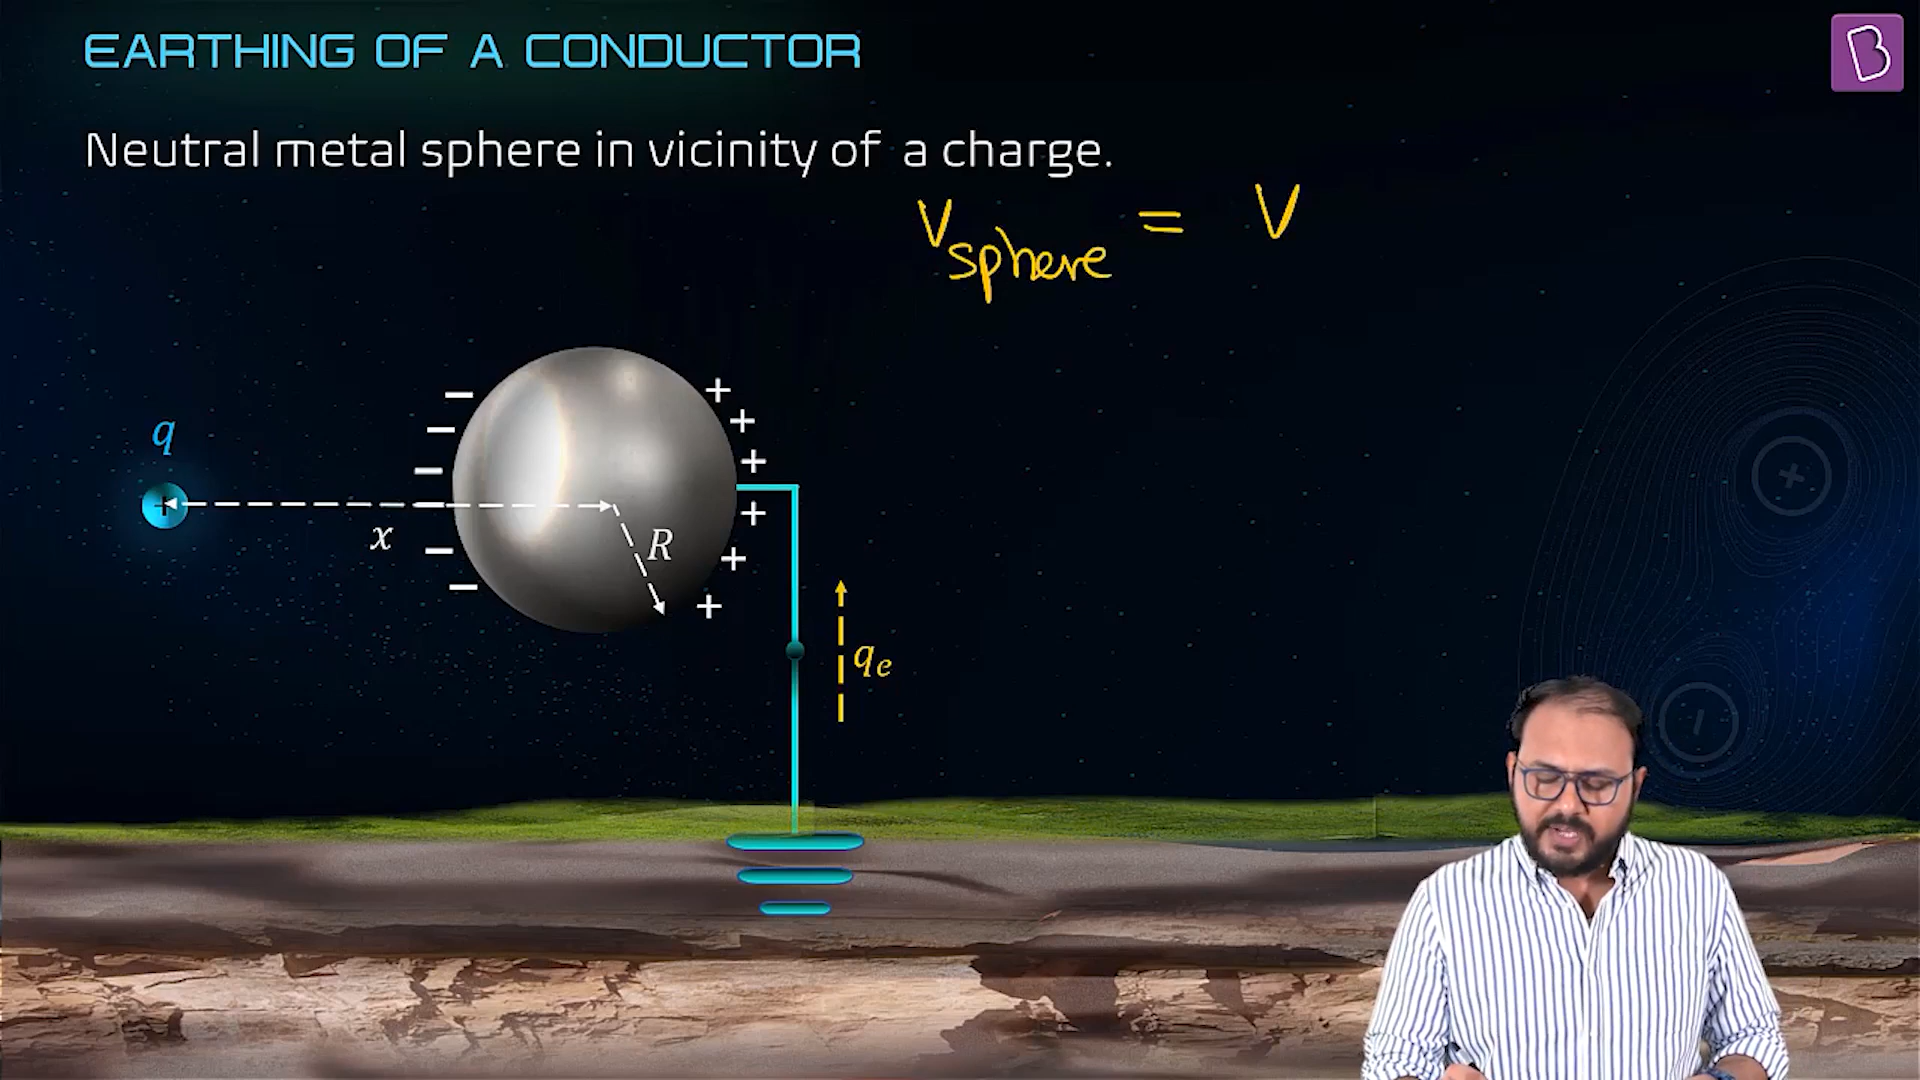 EARTHING OF A CONDUCTOR
B
Neutral metal sphere in vicinity of a charge.
V_sphere = V
q
x
R
q_e